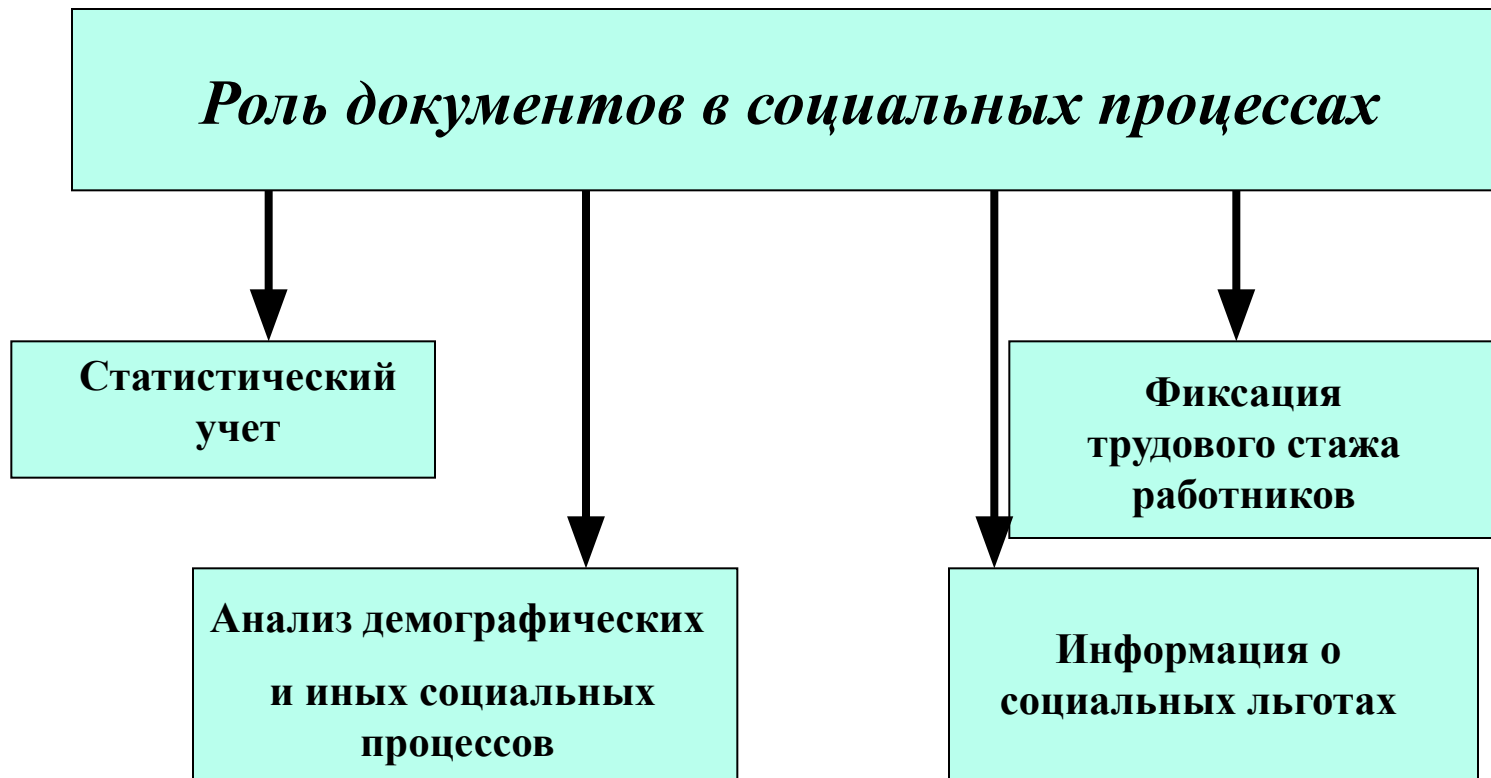 Роль документов в социальных процессах
Статистический
учет
Фиксация
трудового стажа
работников
Анализ демографических
и иных социальных
процессов
Информация о
социальных льготах